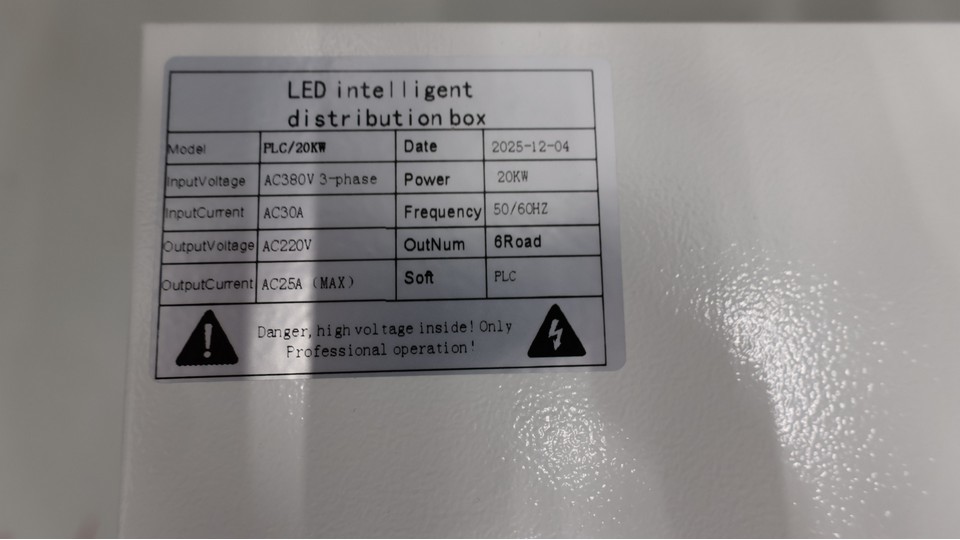 LED intelligent
distribution box
Model PLC/20KW Date 2025-12-04
InputVoltage AC380V 3-phase Power 20KW
InputCurrent AC30A Frequency 50/60HZ
OutputVoltage AC220V OutNum 6Road
OutputCurrent AC25A (MAX) Soft PLC
Danger, high voltage inside! Only
Professional operation!